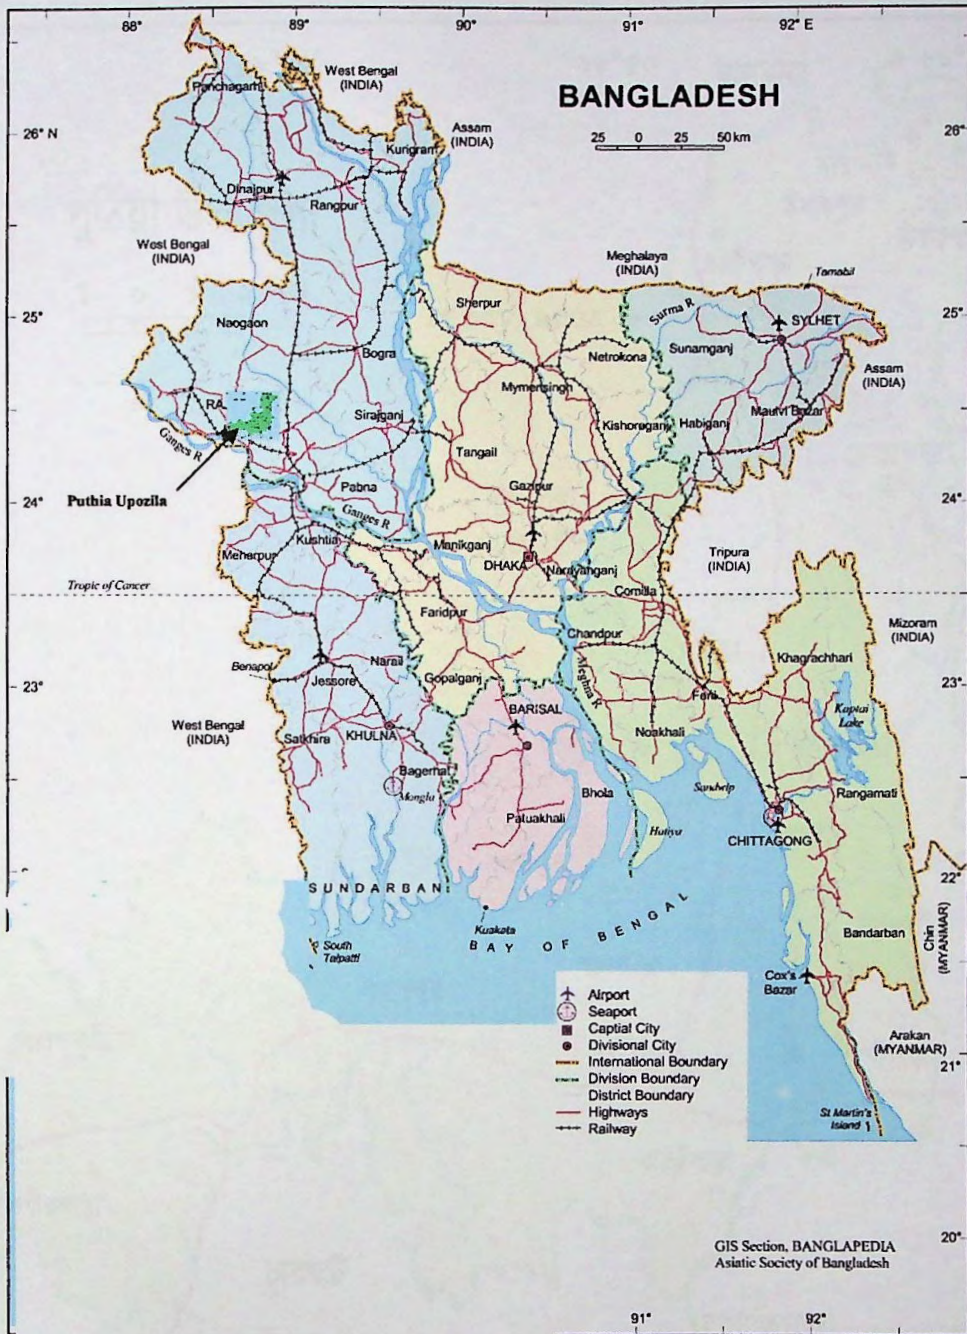 88° 89° 90° 91° 92° E
West Bengal
(INDIA)
BANGLADESH
25 0 25 50 km
Panchagarh
26° N
Assam
(INDIA)
26°
Kurigram
Dinajpur
Rangpur
West Bengal
(INDIA)
Meghalaya
(INDIA)
Tamabil
Sherpur
25°
Naogaon
Surma R
SYLHET
25°
Bogra
Netrokona
Sunamganj
Assam
(INDIA)
Mymensingh
RA
Sirajganj
Kishoreganj
Habiganj
Maulvi Bazar
Ganges R
Tangail
Puthia Upozila
Pabna
Gazipur
24°
24°
Ganges R
Kushtia
Manikganj
Meherpur
DHAKA
Narayanganj
Tripura
(INDIA)
Tropic of Cancer
Comilla
Faridpur
Mizoram
(INDIA)
Chandpur
Benapol
Narail
Khagrachhari
23°
Jessore
Gopalganj
Meghna R
Feni
23°
Kaptai
Lake
West Bengal
(INDIA)
BARISAL
Satkhira
KHULNA
Noakhali
Bagerhat
Mongla
Sandwip
Bhola
Rangamati
Patuakhali
Hatiya
CHITTAGONG
SUNDARBAN
22°
Kuakata
BAY OF BENGAL
South
Talpatti
Bandarban
Chin
(MYANMAR)
Cox's
Bazar
Airport
Seaport
Captial City
Divisional City
International Boundary
Division Boundary
District Boundary
Highways
Railway
Arakan
(MYANMAR)
21°
St Martin's
Island
GIS Section, BANGLAPEDIA
Asiatic Society of Bangladesh
20°
91° 92°